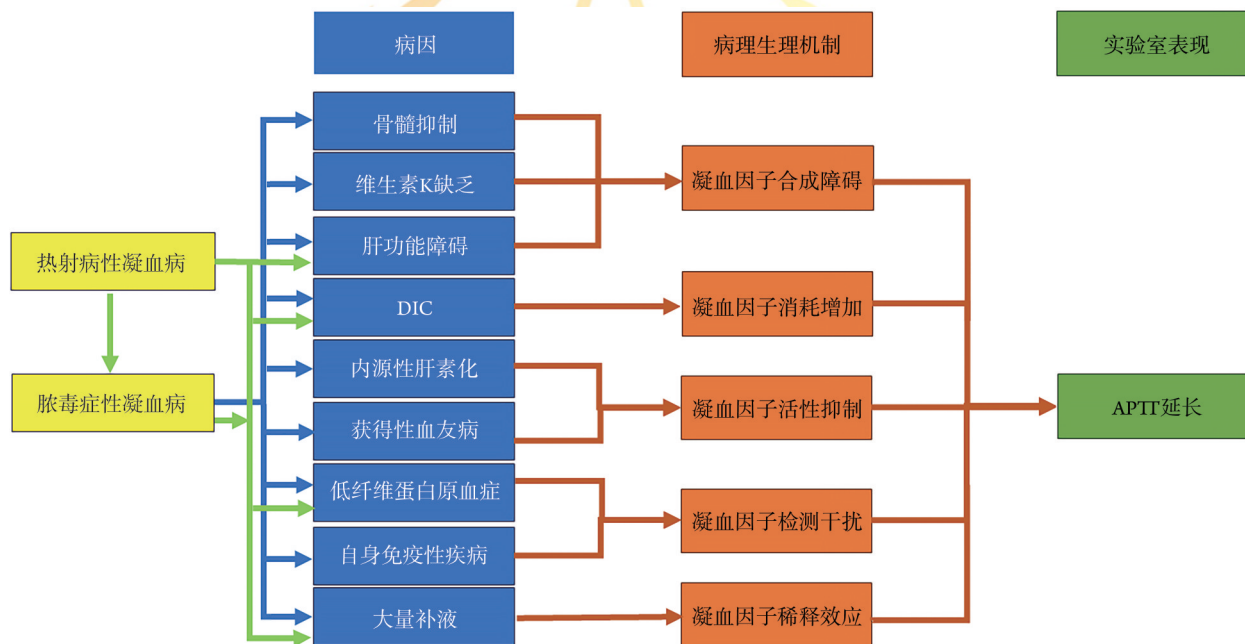 病因
病理生理机制
实验室表现
骨髓抑制
维生素K缺乏
肝功能障碍
DIC
内源性肝素化
获得性血友病
低纤维蛋白原血症
自身免疫性疾病
大量补液
热射病性凝血病
脓毒症性凝血病
凝血因子合成障碍
凝血因子消耗增加
凝血因子活性抑制
凝血因子检测干扰
凝血因子稀释效应
APTT延长